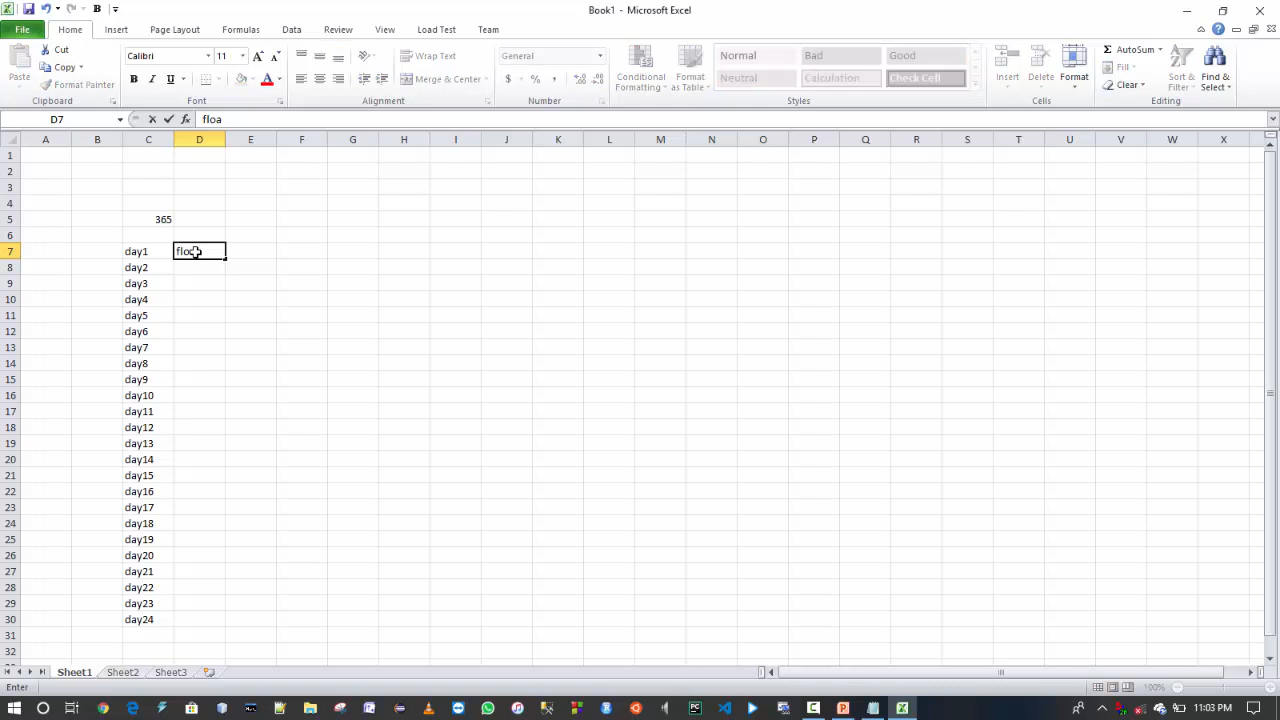 Book1 - Microsoft Excel
File Home Insert Page Layout Formulas Data Review View Load Test Team
Paste Cut Copy Format Painter Clipboard
Calibri 11 B I U A A A Font
Wrap Text Merge & Center Alignment
General $ % , Number
Conditional Formatting Format as Table Normal Bad Good Neutral Calculation Check Cell Styles
Insert Delete Format Cells
AutoSum Fill Clear Sort & Filter Find & Select Editing
D7 fx floa
A B C D E F G H I J K L M N O P Q R S T U V W X
1
2
3
4
5 365
6
7 day1
8 day2
9 day3
10 day4
11 day5
12 day6
13 day7
14 day8
15 day9
16 day10
17 day11
18 day12
19 day13
20 day14
21 day15
22 day16
23 day17
24 day18
25 day19
26 day20
27 day21
28 day22
29 day23
30 day24
31
32
Sheet1 Sheet2 Sheet3
Enter 100%
11:03 PM